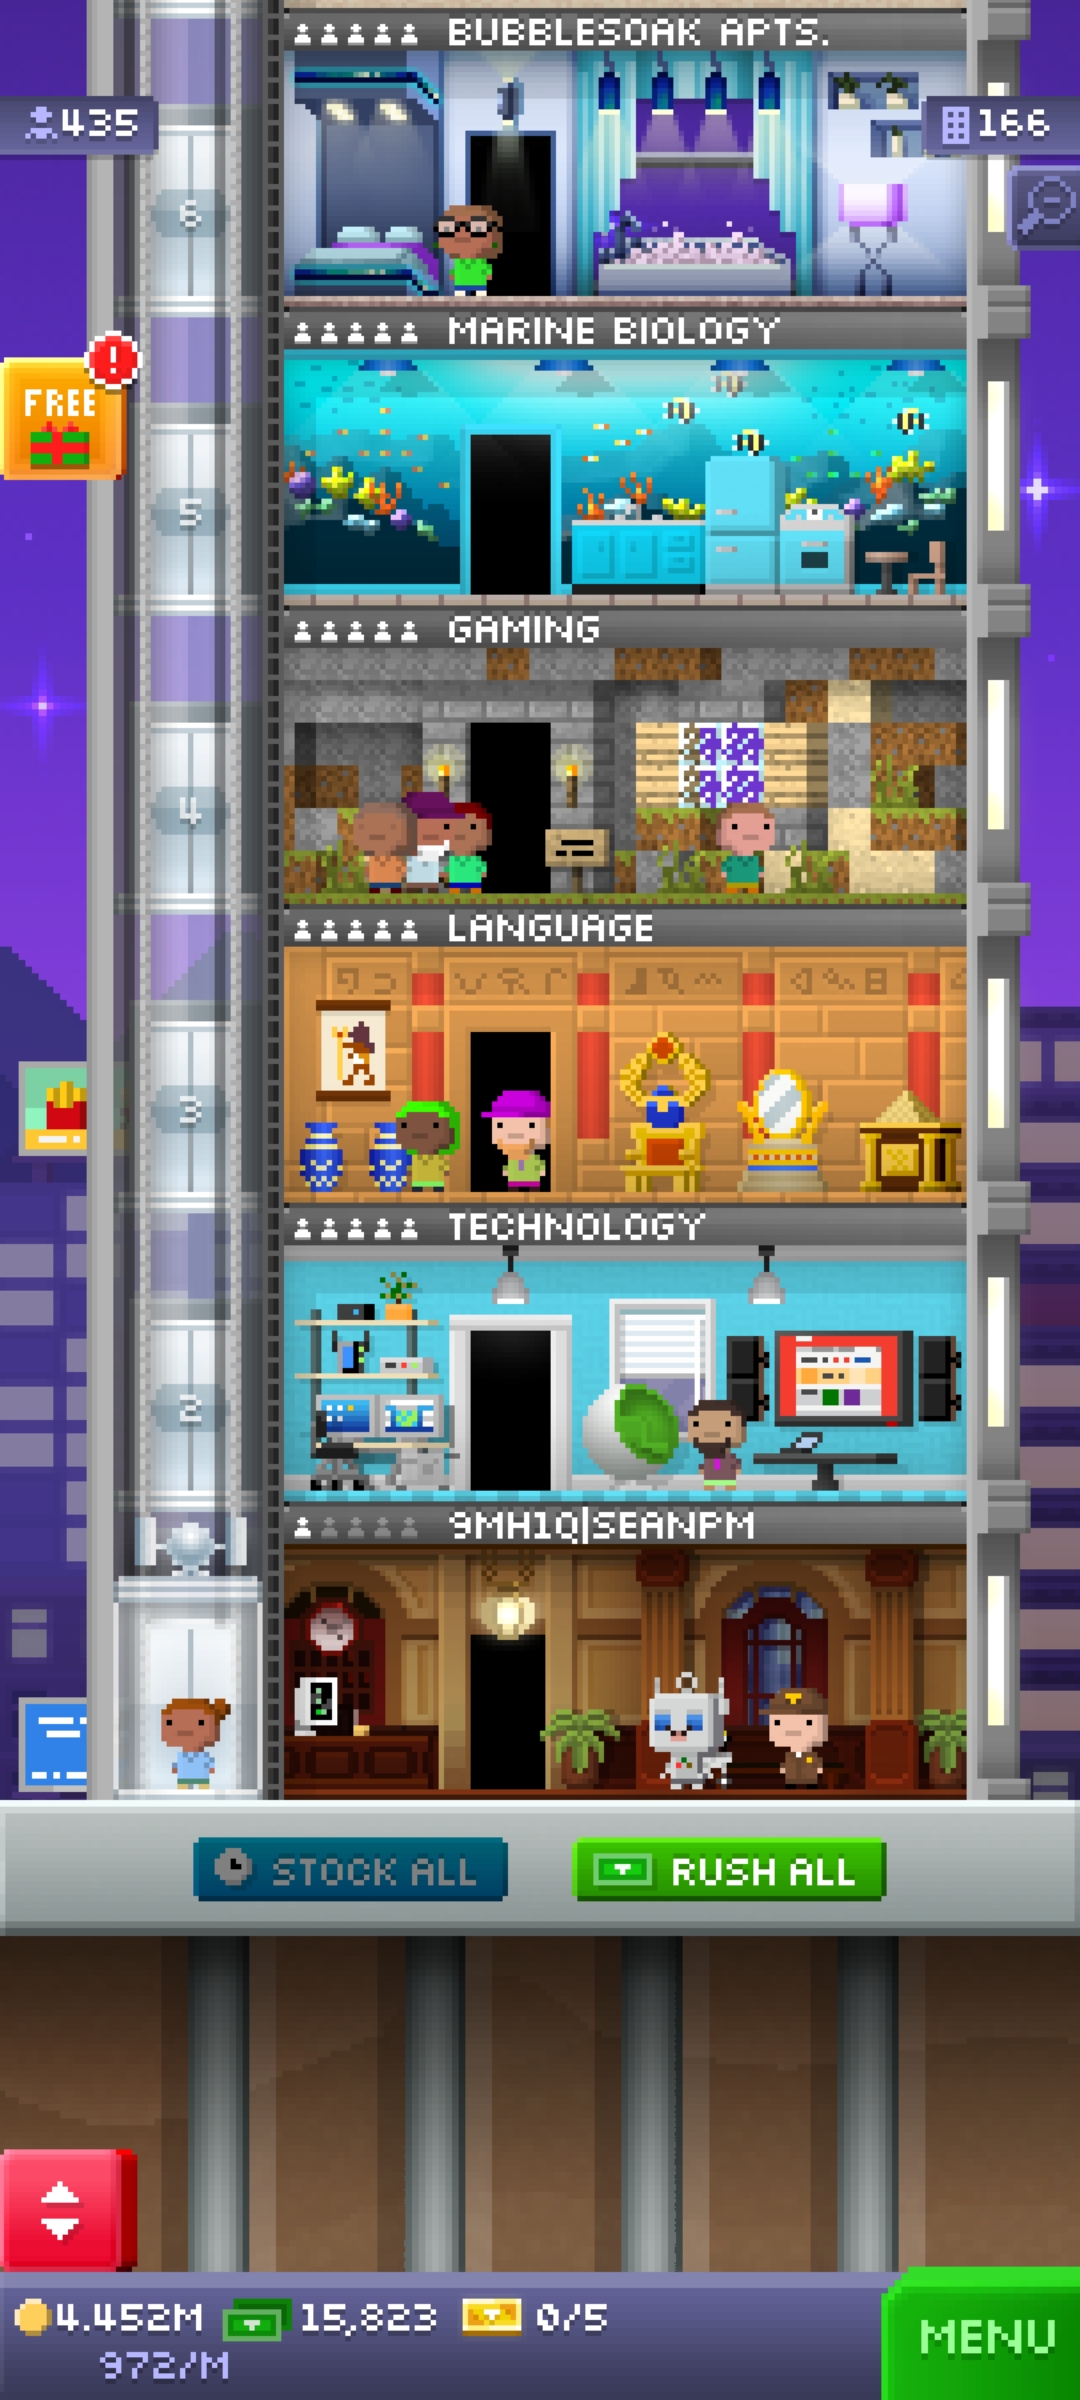 BUBBLESOAK APTS.
435
166
6
MARINE BIOLOGY
FREE
!
5
GAMING
4
LANGUAGE
3
TECHNOLOGY
2
9MH1Q|SEANPM
STOCK ALL
RUSH ALL
4.452M 15,823 0/5
972/M
MENU